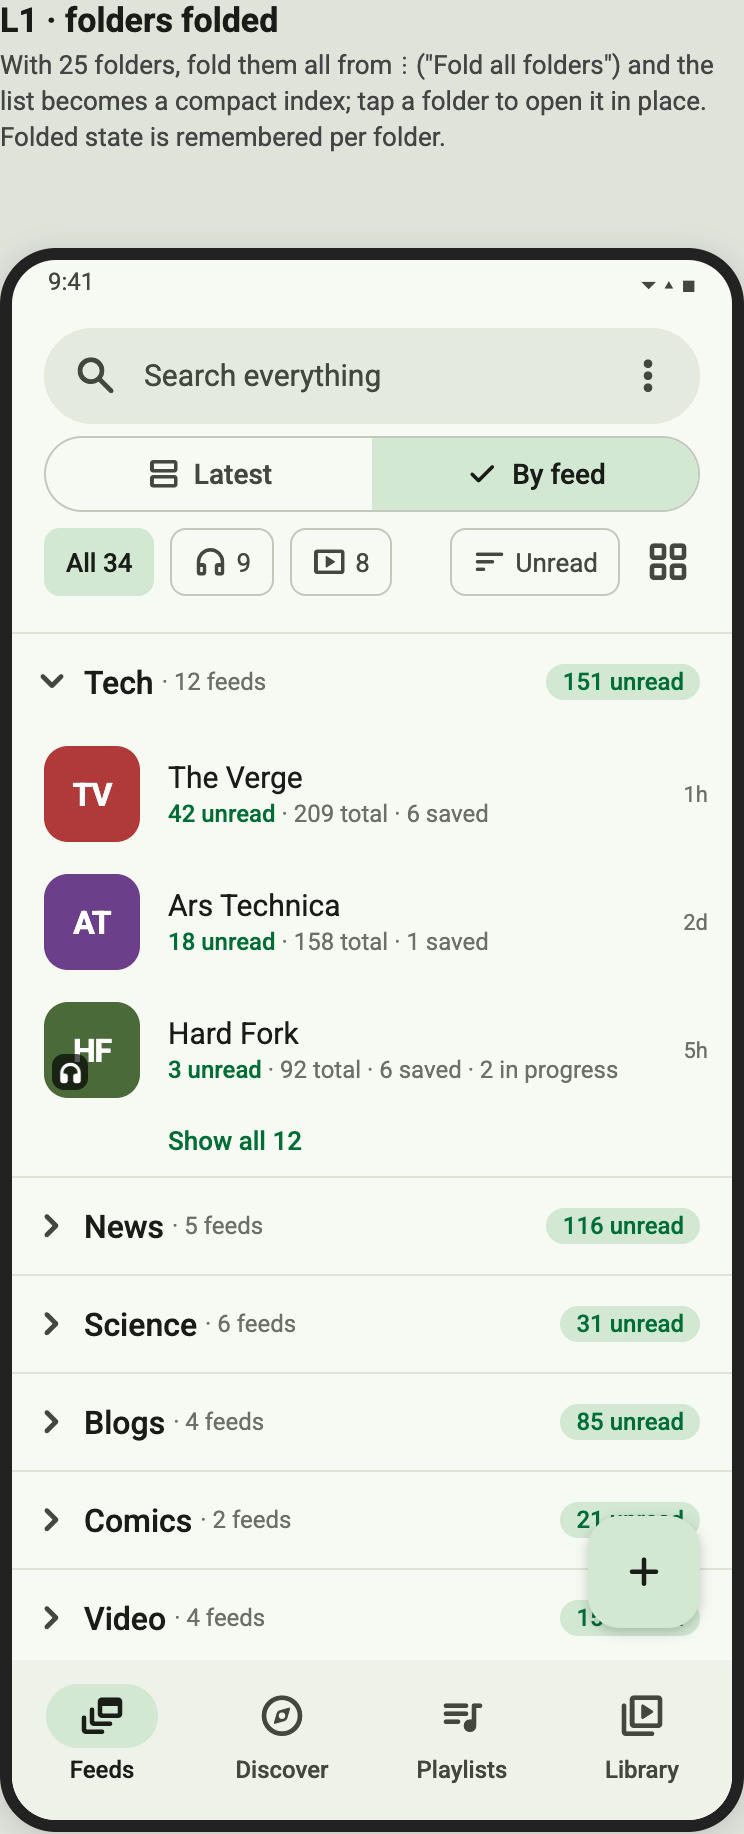 L1 · folders folded
With 25 folders, fold them all from ⋮ ("Fold all folders") and the
list becomes a compact index; tap a folder to open it in place.
Folded state is remembered per folder.
9:41
Search everything
Latest
By feed
All 34
9
8
Unread
Tech · 12 feeds
151 unread
TV
The Verge
42 unread · 209 total · 6 saved
1h
AT
Ars Technica
18 unread · 158 total · 1 saved
2d
HF
Hard Fork
3 unread · 92 total · 6 saved · 2 in progress
5h
Show all 12
News · 5 feeds
116 unread
Science · 6 feeds
31 unread
Blogs · 4 feeds
85 unread
Comics · 2 feeds
21 unread
Video · 4 feeds
Feeds
Discover
Playlists
Library